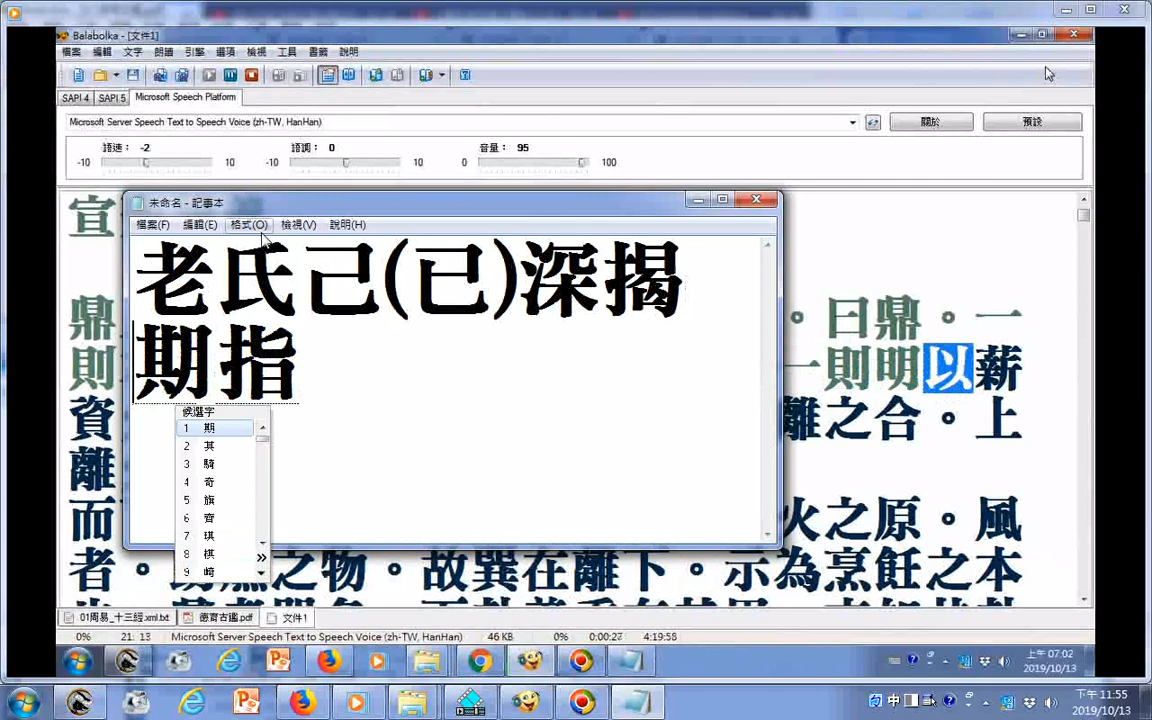 Balabolka - [文件1]
檔案 編輯 文字 朗讀 引擎 選項 檢視 工具 書籤 說明
SAPI 4 SAPI 5 Microsoft Speech Platform
Microsoft Server Speech Text to Speech Voice (zh-TW, HanHan)
關於 預設
語速： -2 語調： 0 音量： 95
-10 10 -10 10 0 100
宣
未命名 - 記事本
檔案(F) 編輯(E) 格式(O) 檢視(V) 說明(H)
老氏己(已)深揭
期指
候選字
1 期
2 其
3 騎
4 奇
5 旗
6 齊
7 琪
8 棋
9 崎
鼎 。曰鼎。一
則 一則明以薪
資 離之合。上
離
而 火之原。風
者。 之物。故巽在離下。示為烹飪之本
01周易_十三經.xml.txt 德育古鑑.pdf 文件1
0% 21: 13 Microsoft Server Speech Text to Speech Voice (zh-TW, HanHan) 46 KB 0% 0:00:27 4:19:58
上午 07:02
2019/10/13
中
下午 11:55
2019/10/13